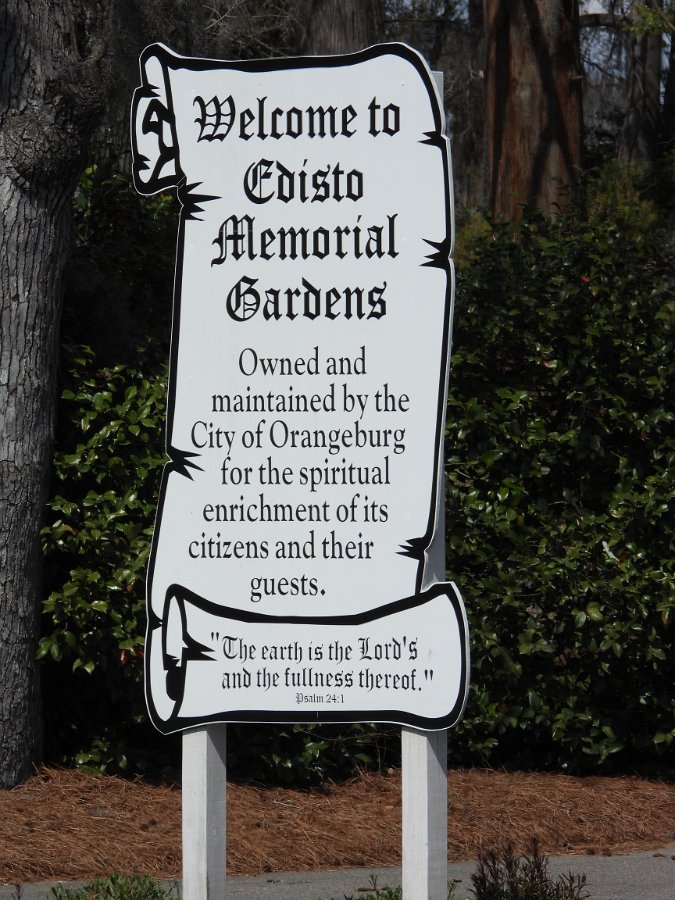 Welcome to
Edisto
Memorial
Gardens
Owned and
maintained by the
City of Orangeburg
for the spiritual
enrichment of its
citizens and their
guests.
"The earth is the Lord's
and the fullness thereof."
Psalm 24:1